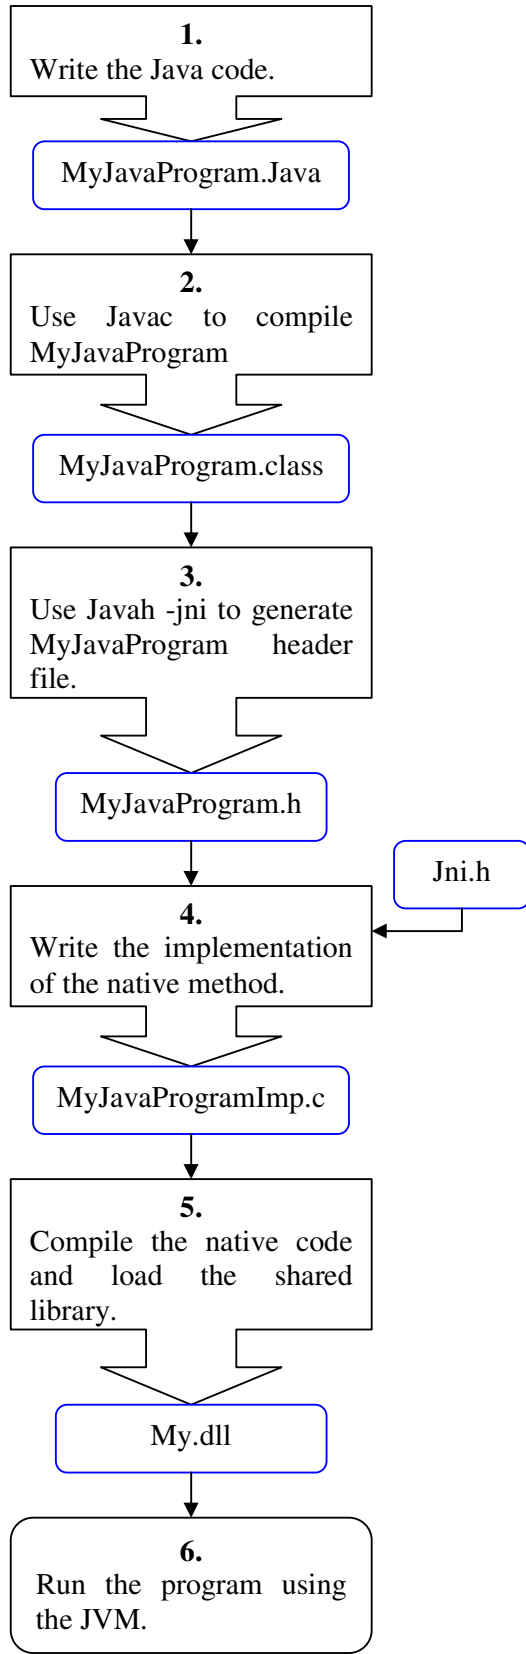 1.
Write the Java code.
MyJavaProgram.Java
2.
Use Javac to compile
MyJavaProgram
MyJavaProgram.class
3.
Use Javah -jni to generate
MyJavaProgram header
file.
MyJavaProgram.h
Jni.h
4.
Write the implementation
of the native method.
MyJavaProgramImp.c
5.
Compile the native code
and load the shared
library.
My.dll
6.
Run the program using
the JVM.